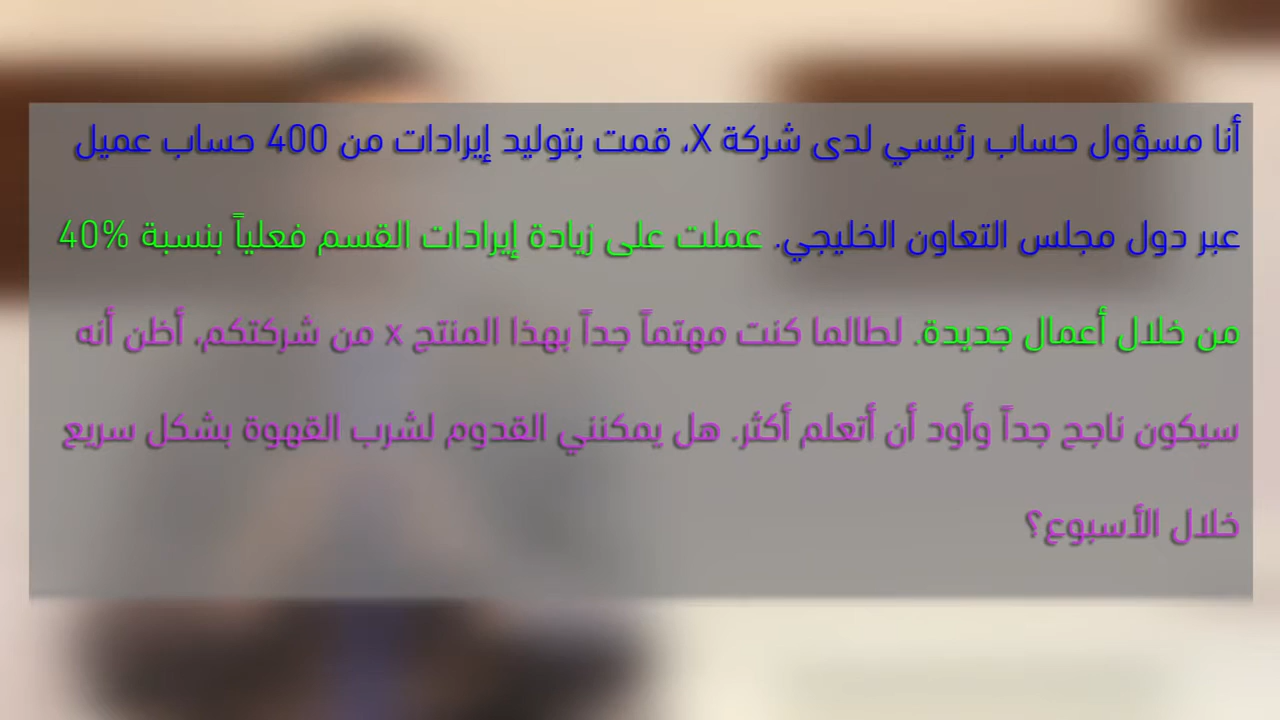 أنا مسؤول حساب رئيسي لدى شركة X، قمت بتوليد إيرادات من 400 حساب عميل
عبر دول مجلس التعاون الخليجي. عملت على زيادة إيرادات القسم فعلياً بنسبة 40%
من خلال أعمال جديدة. لطالما كنت مهتماً جداً بهذا المنتج x من شركتكم، أظن أنه
سيكون ناجح جداً وأود أن أتعلم أكثر. هل يمكنني القدوم لشرب القهوة بشكل سريع
خلال الأسبوع؟